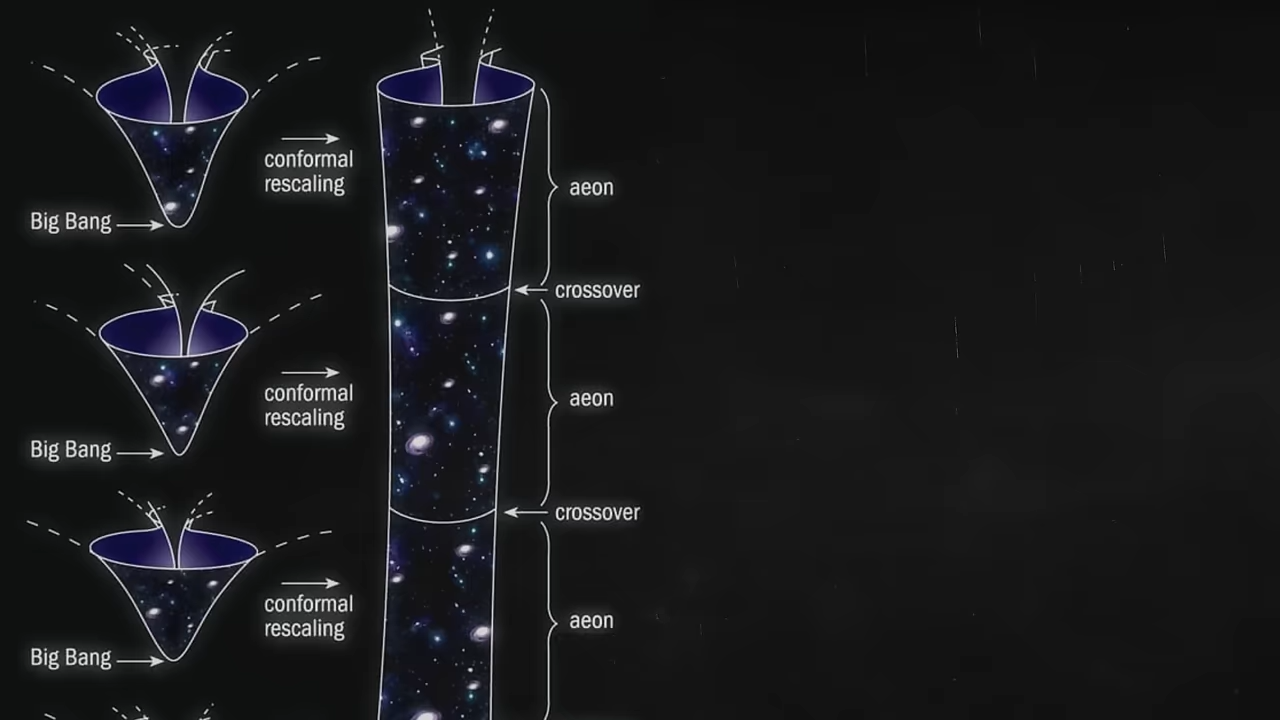 conformal
rescaling
aeon
Big Bang
crossover
conformal
rescaling
aeon
Big Bang
crossover
conformal
rescaling
aeon
Big Bang